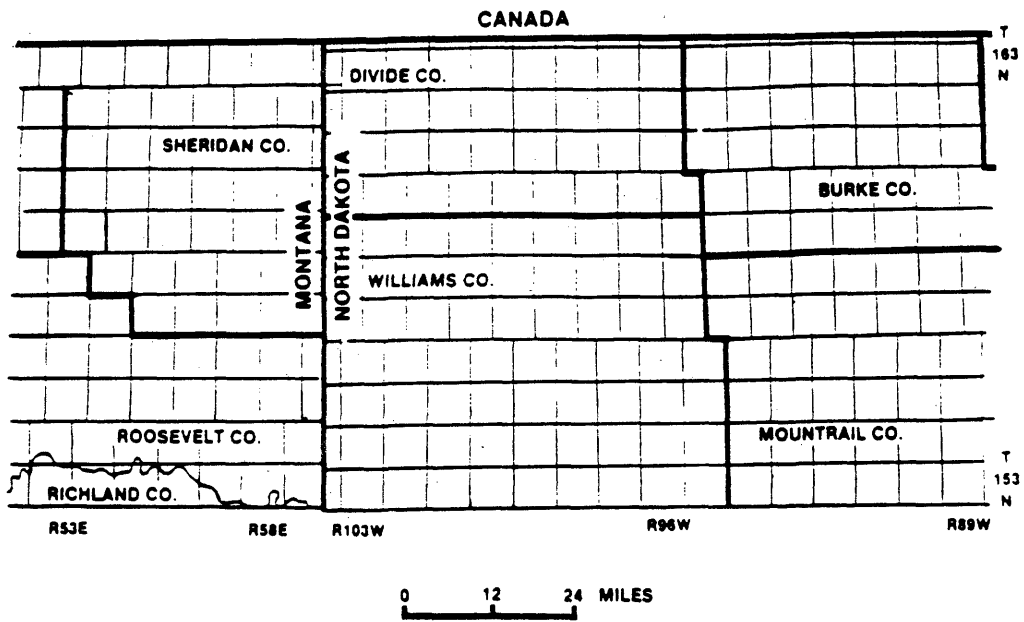 CANADA
T
163
N
DIVIDE CO.
SHERIDAN CO.
BURKE CO.
MONTANA
NORTH DAKOTA
WILLIAMS CO.
ROOSEVELT CO.
MOUNTRAIL CO.
RICHLAND CO.
T
153
N
R53E R58E R103W R96W R89W
0 12 24 MILES